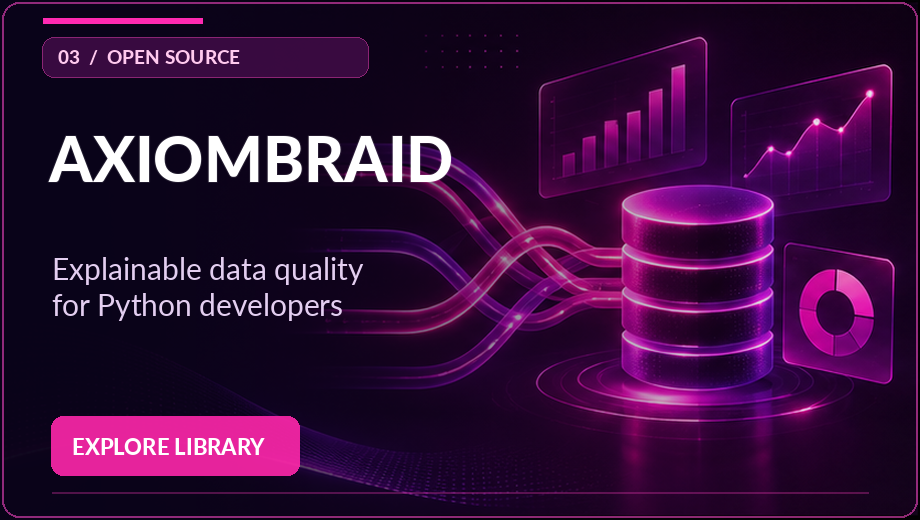 03 / OPEN SOURCE
AXIOMBRAID
Explainable data quality
for Python developers
EXPLORE LIBRARY